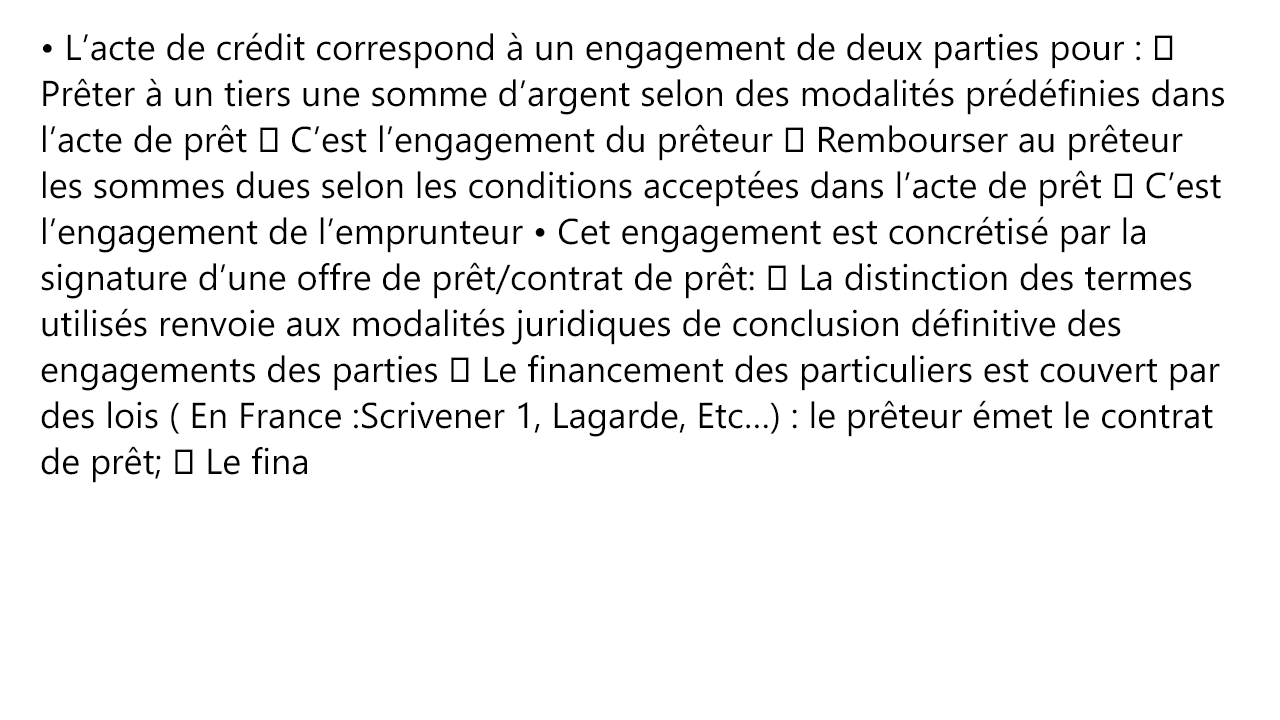 • L’acte de crédit correspond à un engagement de deux parties pour : 
Prêter à un tiers une somme d’argent selon des modalités prédéfinies dans
l’acte de prêt  C’est l’engagement du prêteur  Rembourser au prêteur
les sommes dues selon les conditions acceptées dans l’acte de prêt  C’est
l’engagement de l’emprunteur • Cet engagement est concrétisé par la
signature d’une offre de prêt/contrat de prêt:  La distinction des termes
utilisés renvoie aux modalités juridiques de conclusion définitive des
engagements des parties  Le financement des particuliers est couvert par
des lois ( En France :Scrivener 1, Lagarde, Etc…) : le prêteur émet le contrat
de prêt;  Le fina